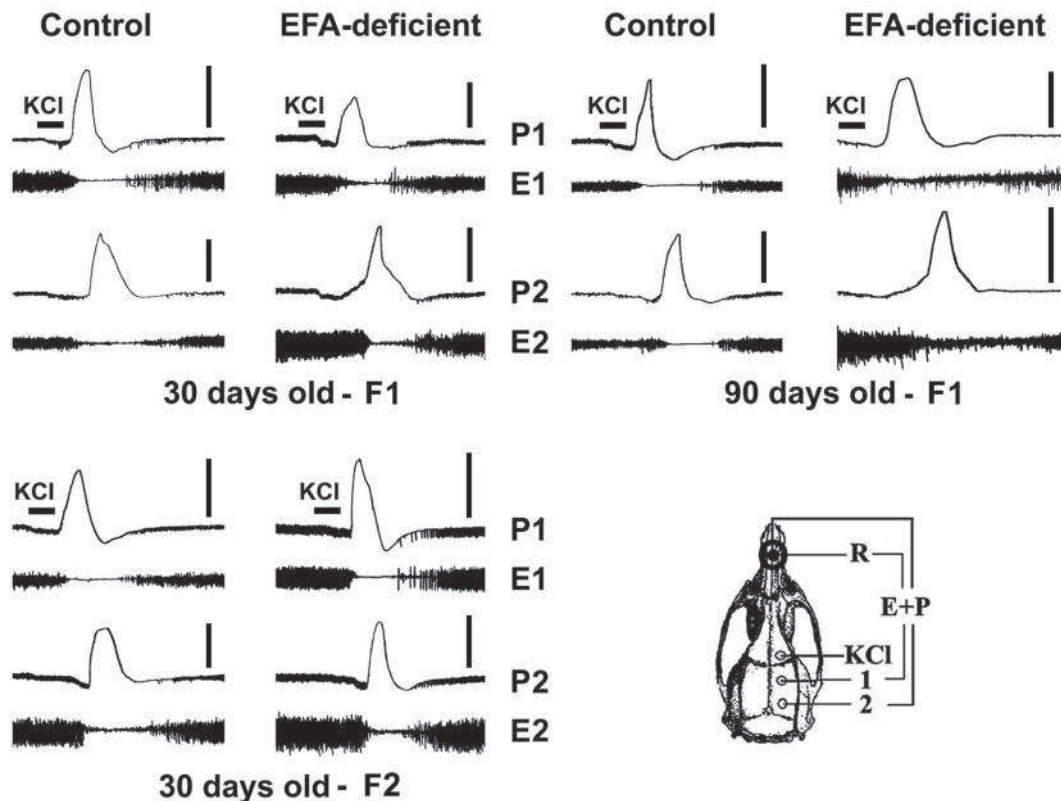 Control EFA-deficient Control EFA-deficient
KCl KCl P1 KCl KCl
E1
P2
E2
30 days old - F1 90 days old - F1
KCl KCl P1
E1
P2
E2
30 days old - F2
R
E+P
KCl
1
2